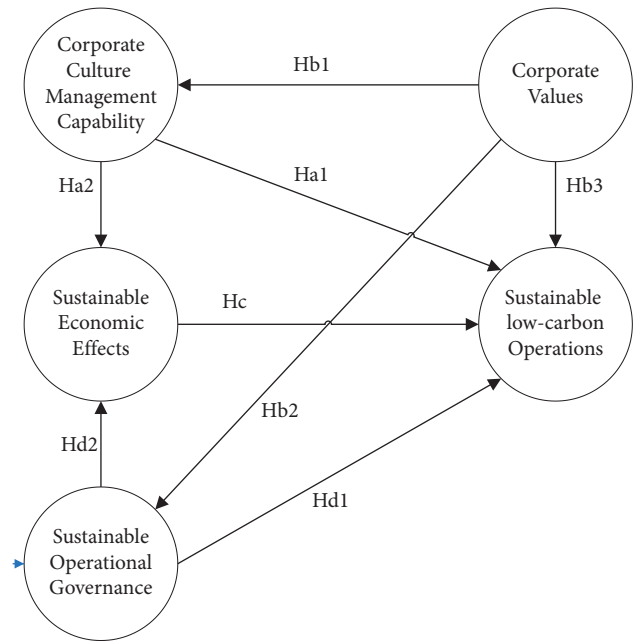 Corporate
Culture
Management
Capability
Hb1
Corporate
Values
Ha2
Ha1
Hb3
Sustainable
Economic
Effects
Hc
Sustainable
low-carbon
Operations
Hb2
Hd2
Hd1
Sustainable
Operational
Governance